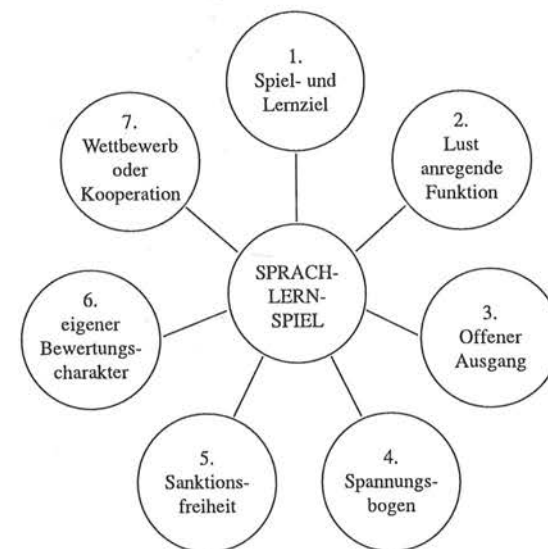 1.
Spiel- und
Lernziel
2.
Lust
anregende
Funktion
3.
Offener
Ausgang
4.
Spannungs-
bogen
5.
Sanktions-
freiheit
6.
eigener
Bewertungs-
charakter
7.
Wettbewerb
oder
Kooperation
SPRACH-
LERN-
SPIEL